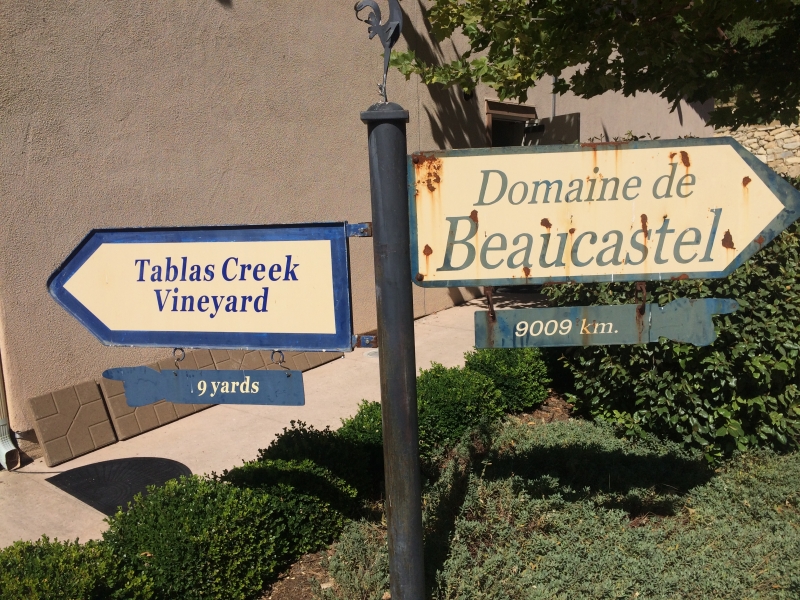 Tablas Creek
Vineyard
9 yards
Domaine de
Beaucastel
9009 km.